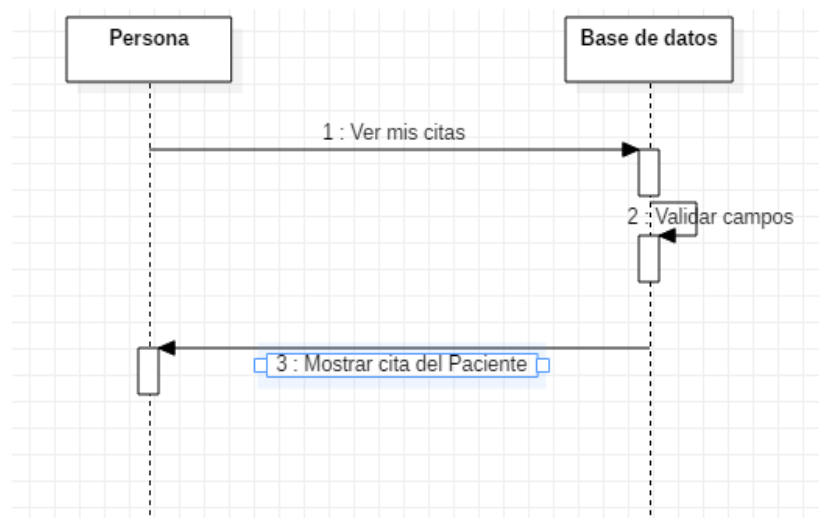 Persona
Base de datos
1 : Ver mis citas
2 : Validar campos
3 : Mostrar cita del Paciente